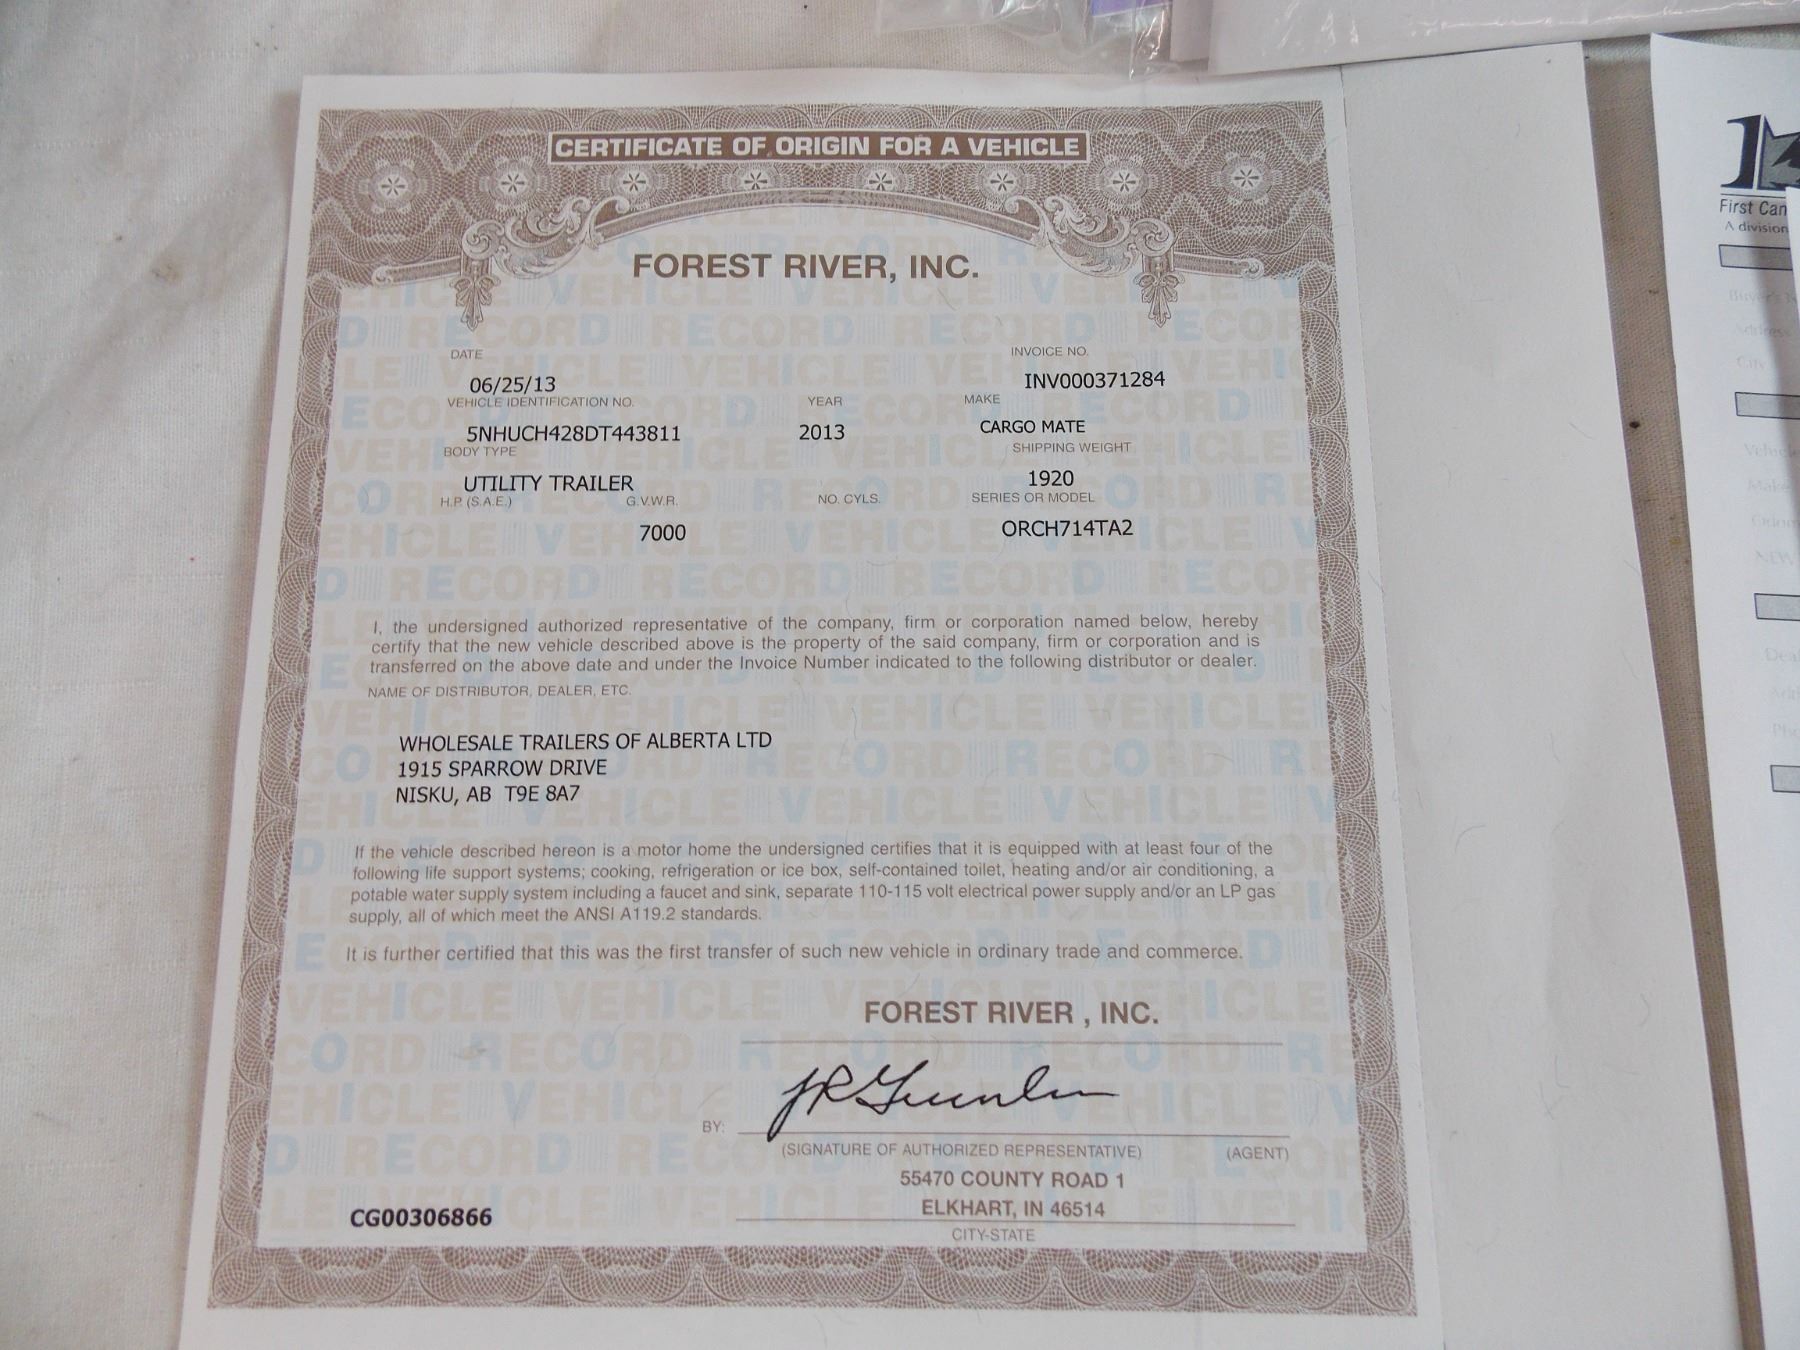 CERTIFICATE OF ORIGIN FOR A VEHICLE
FOREST RIVER, INC.
DATE
INVOICE NO.
06/25/13
INV000371284
VEHICLE IDENTIFICATION NO.
YEAR
MAKE
5NHUCH428DT443811
2013
CARGO MATE
BODY TYPE
SHIPPING WEIGHT
UTILITY TRAILER
1920
H.P. (S.A.E.)
G.V.W.R.
NO. CYLS.
SERIES OR MODEL
7000
ORCH714TA2
I, the undersigned authorized representative of the company, firm or corporation named below, hereby
certify that the new vehicle described above is the property of the said company, firm or corporation and is
transferred on the above date and under the Invoice Number indicated to the following distributor or dealer.
NAME OF DISTRIBUTOR, DEALER, ETC.
WHOLESALE TRAILERS OF ALBERTA LTD
1915 SPARROW DRIVE
NISKU, AB T9E 8A7
If the vehicle described hereon is a motor home the undersigned certifies that it is equipped with at least four of the
following life support systems; cooking, refrigeration or ice box, self-contained toilet, heating and/or air conditioning, a
potable water supply system including a faucet and sink, separate 110-115 volt electrical power supply and/or an LP gas
supply, all of which meet the ANSI A119.2 standards.
It is further certified that this was the first transfer of such new vehicle in ordinary trade and commerce.
FOREST RIVER , INC.
BY:
(SIGNATURE OF AUTHORIZED REPRESENTATIVE)
(AGENT)
55470 COUNTY ROAD 1
ELKHART, IN 46514
CITY-STATE
CG00306866
First Can
A division